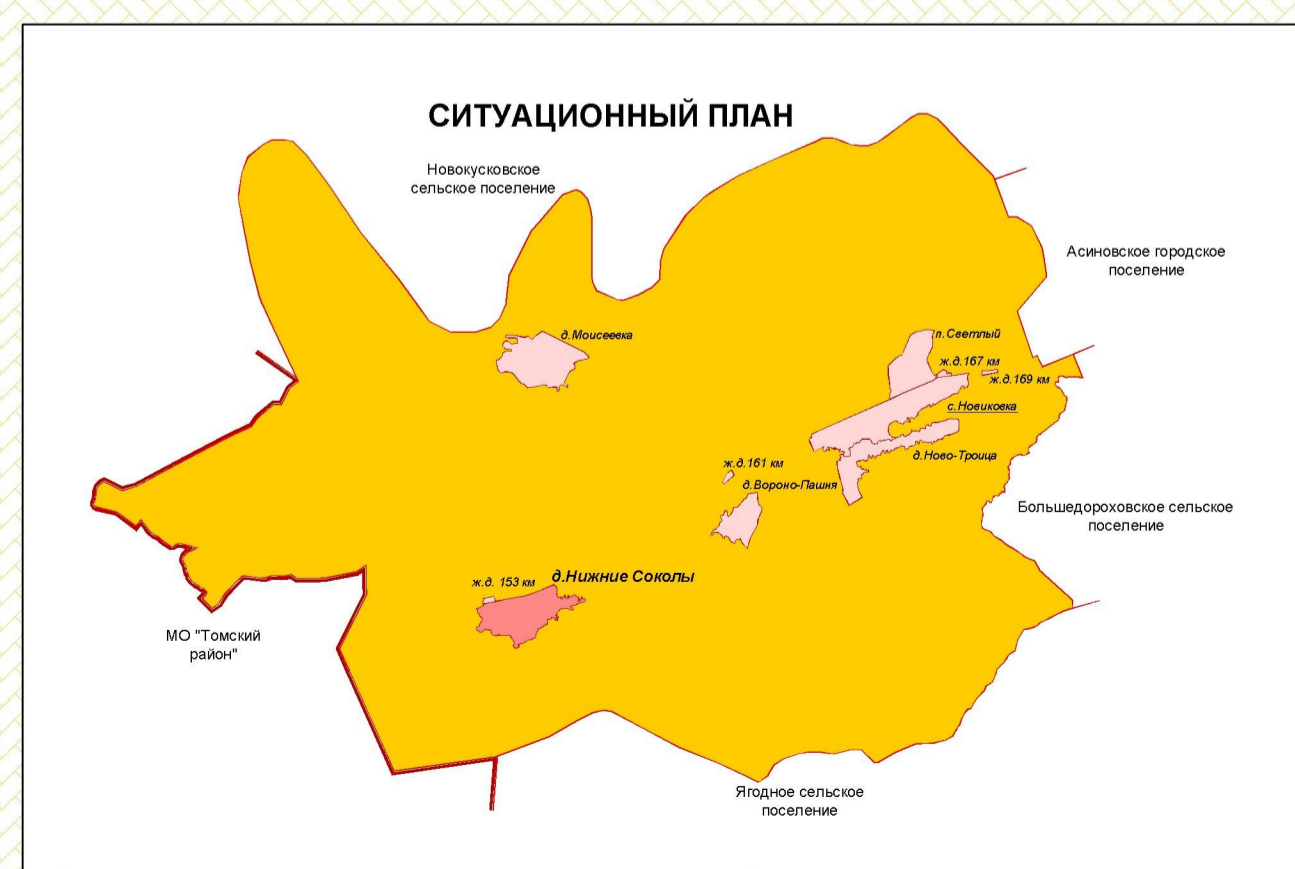 СИТУАЦИОННЫЙ ПЛАН
Новокусковское
сельское поселение
Асиновское городское
поселение
д.Моисеевка
п.Светлый
ж.д.167 км
ж.д.169 км
с.Новиковка
д.Ново-Троица
ж.д.161 км
д.Вороно-Пашня
Большедороховское сельское
поселение
ж.д. 153 км
д.Нижние Соколы
МО "Томский
район"
Ягодное сельское
поселение